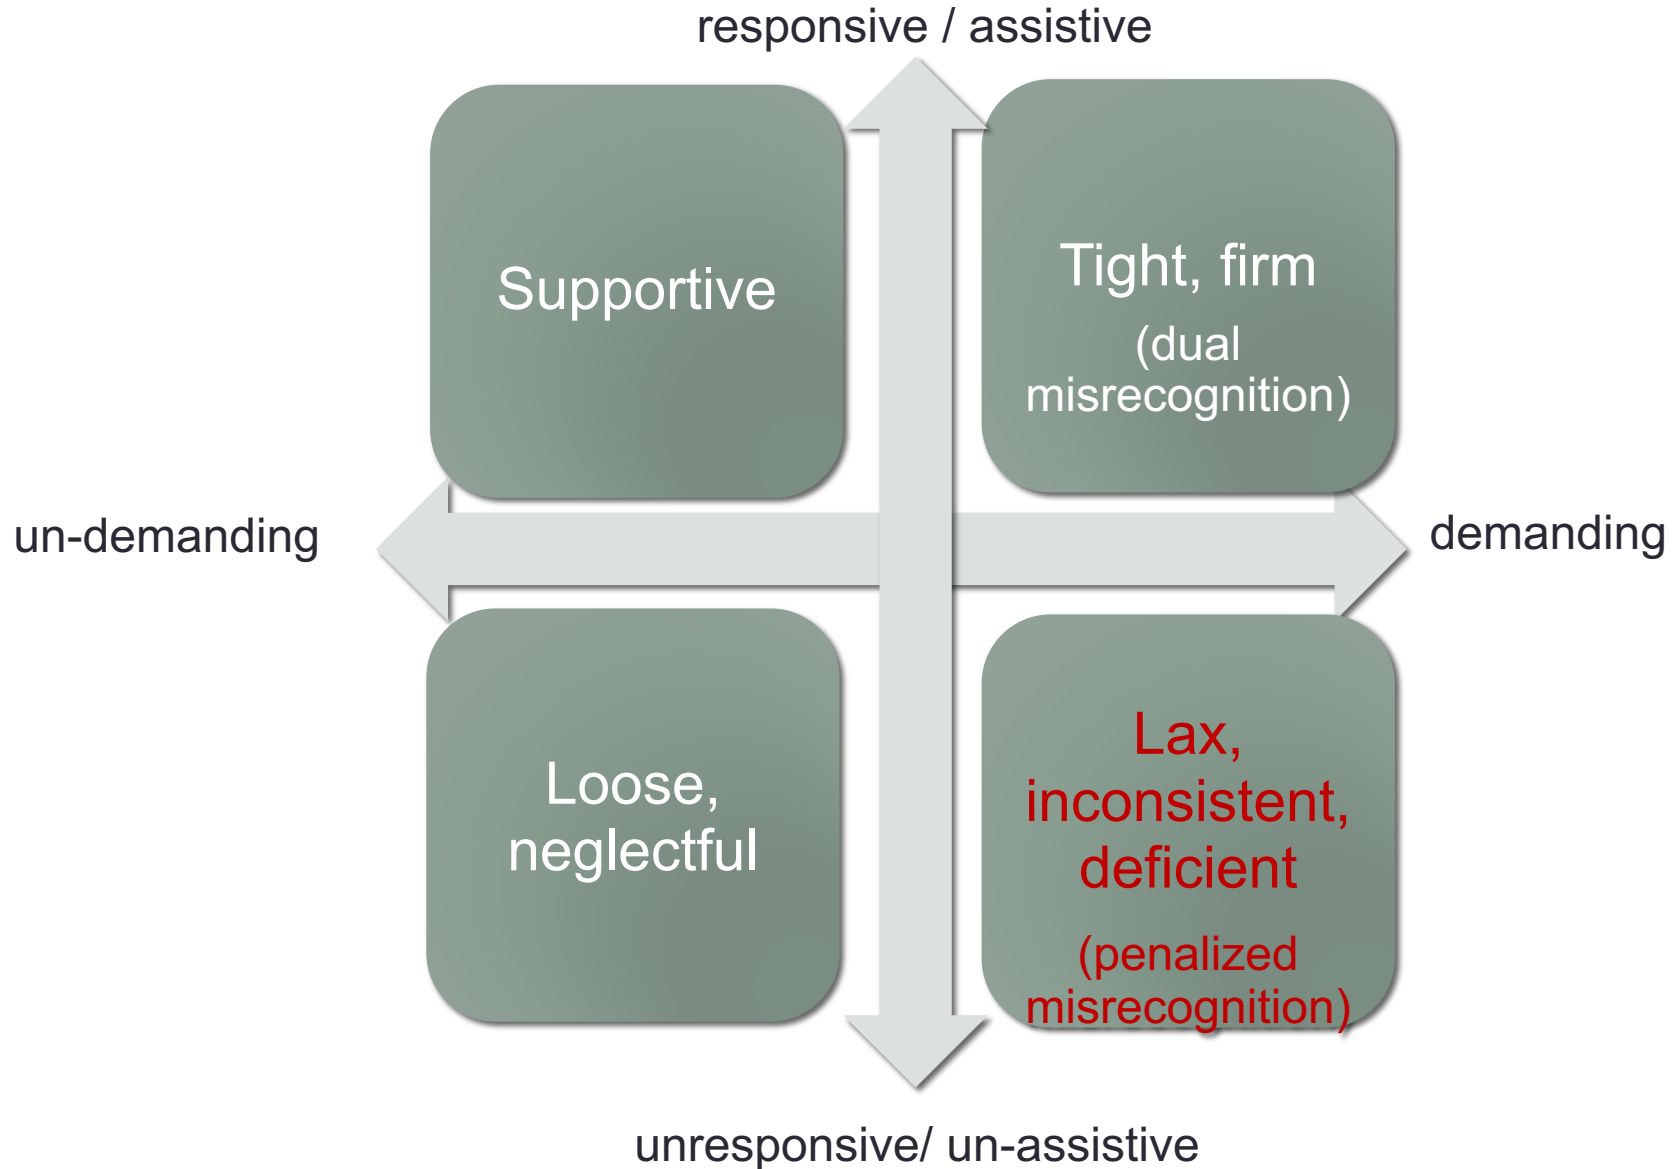 responsive / assistive
Supportive
Tight, firm
(dual
misrecognition)
un-demanding
demanding
Loose,
neglectful
Lax,
inconsistent,
deficient
(penalized
misrecognition)
unresponsive/ un-assistive